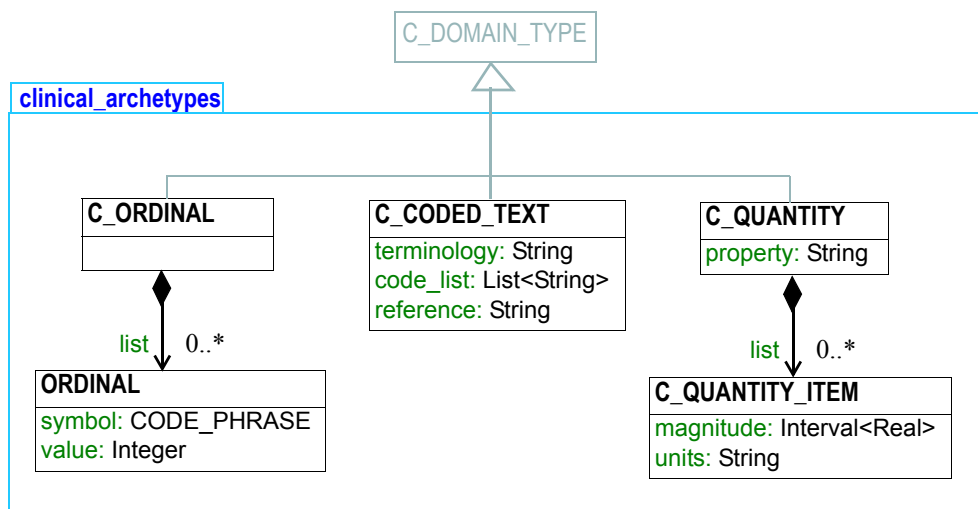 C_DOMAIN_TYPE
clinical_archetypes
C_ORDINAL
C_CODED_TEXT
terminology: String
code_list: List<String>
reference: String
C_QUANTITY
property: String
list 0..*
list 0..*
ORDINAL
symbol: CODE_PHRASE
value: Integer
C_QUANTITY_ITEM
magnitude: Interval<Real>
units: String